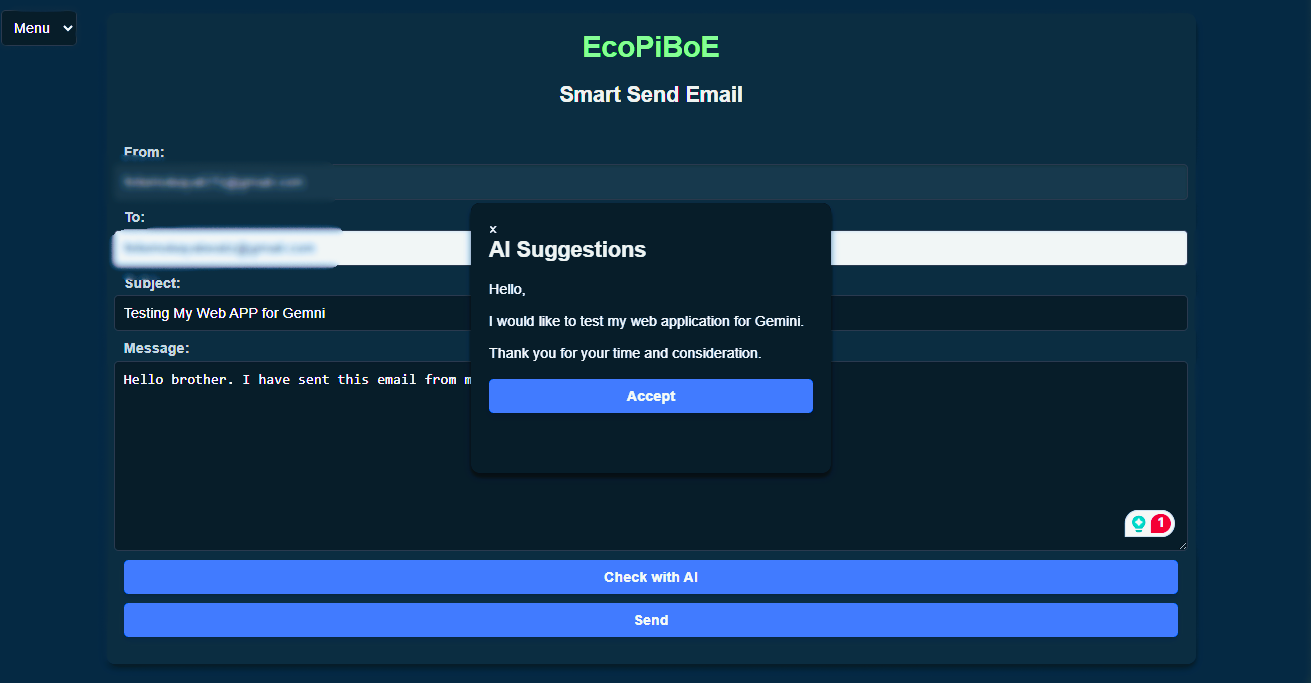 Menu
EcoPiBoE
Smart Send Email
From:
To:
Subject:
Testing My Web APP for Gemni
Message:
Hello brother. I have sent this email from
x
AI Suggestions
Hello,
I would like to test my web application for Gemini.
Thank you for your time and consideration.
Accept
1
Check with AI
Send